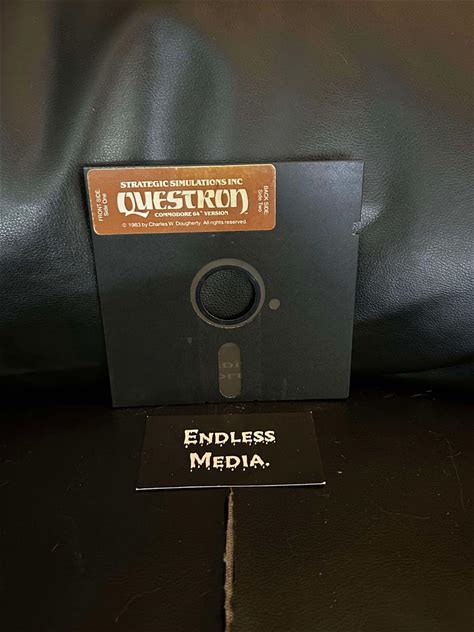 STRATEGIC SIMULATIONS INC
QUESTRON™
COMMODORE 64™ VERSION
© 1983 by Charles W. Dougherty. All rights reserved.
FRONT SIDE
Side One
BACK SIDE
Side Two
ENDLESS
MEDIA.